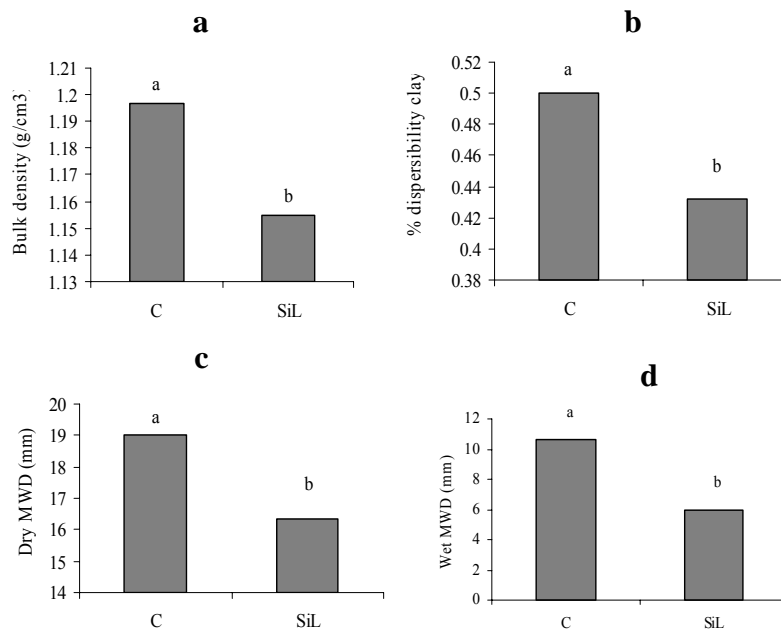 a
Bulk density (g/cm3)
1.21
1.2
1.19
1.18
1.17
1.16
1.15
1.14
1.13
a
b
C
SiL
b
% dispersibility clay
0.52
0.5
0.48
0.46
0.44
0.42
0.4
0.38
a
b
C
SiL
c
Dry MWD (mm)
20
19
18
17
16
15
14
a
b
C
SiL
d
Wet MWD (mm)
12
10
8
6
4
2
0
a
b
C
SiL